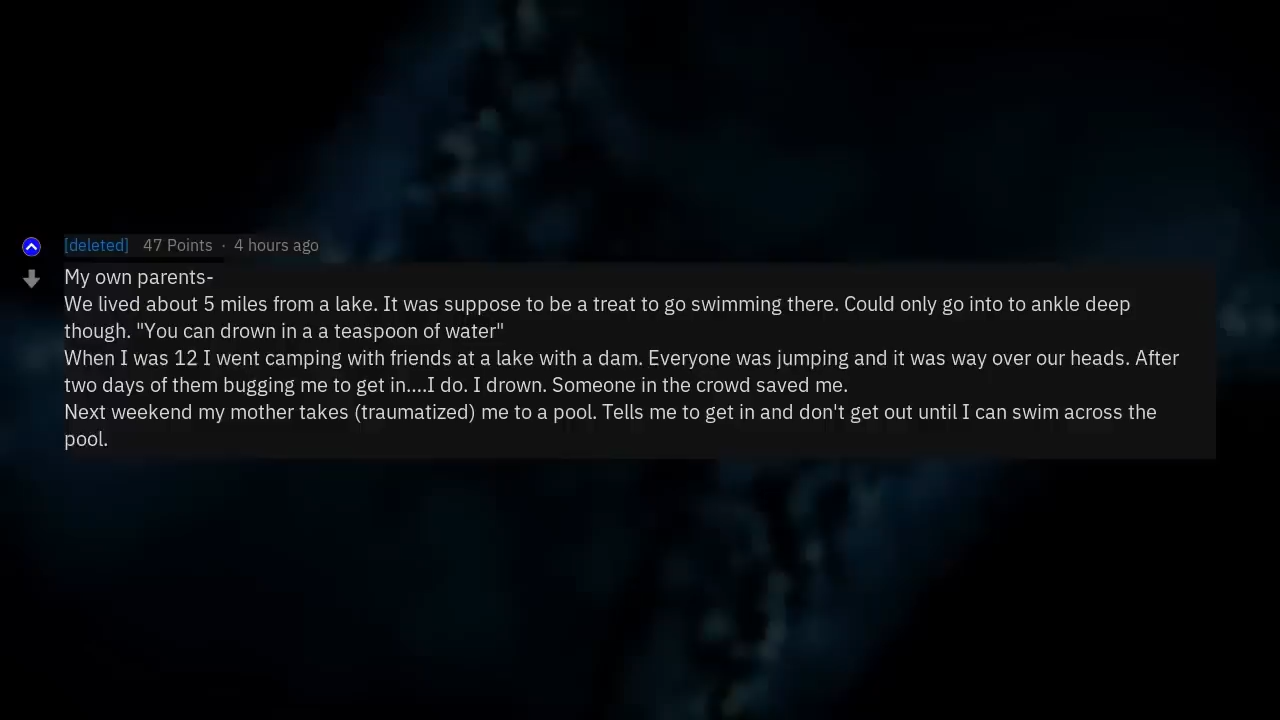 [deleted] 47 Points · 4 hours ago
My own parents-
We lived about 5 miles from a lake. It was suppose to be a treat to go swimming there. Could only go into to ankle deep
though. "You can drown in a a teaspoon of water"
When I was 12 I went camping with friends at a lake with a dam. Everyone was jumping and it was way over our heads. After
two days of them bugging me to get in....I do. I drown. Someone in the crowd saved me.
Next weekend my mother takes (traumatized) me to a pool. Tells me to get in and don't get out until I can swim across the
pool.